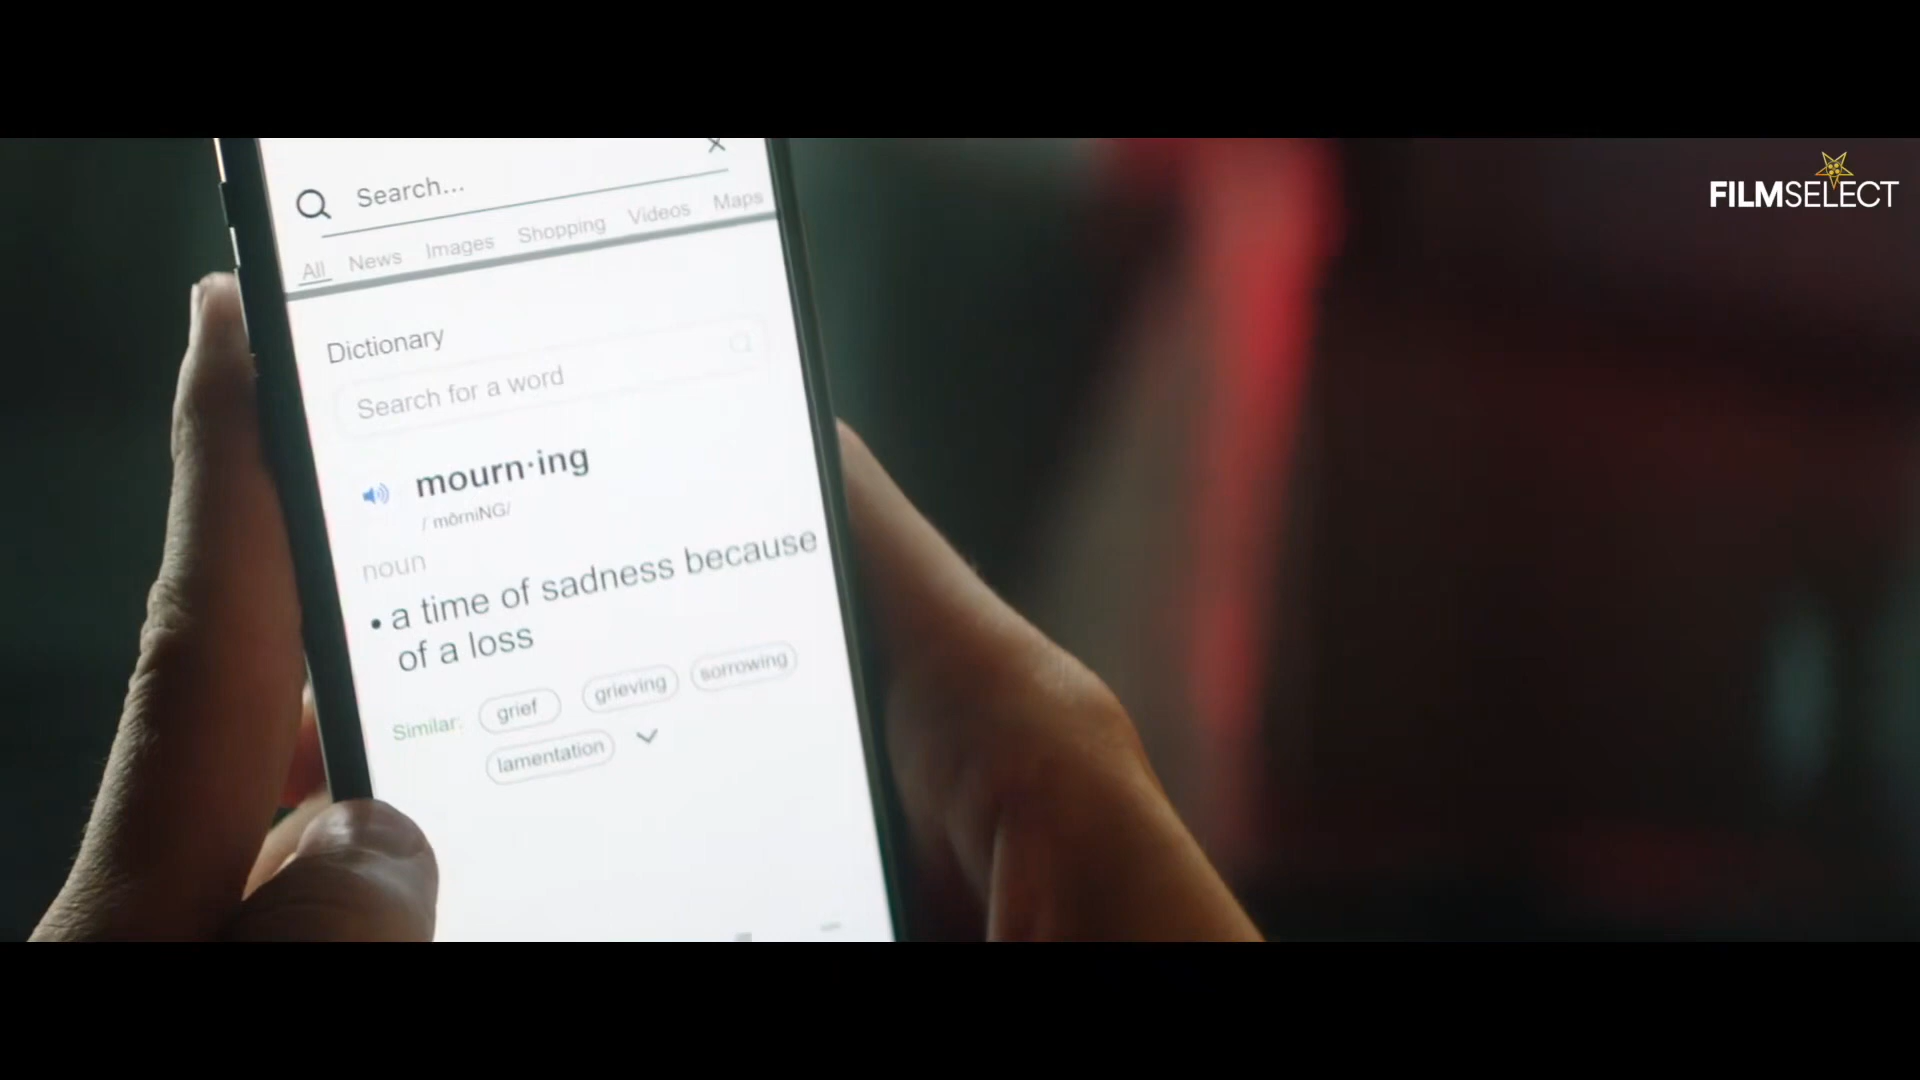 Search...
All News Images Shopping Videos Maps
Dictionary
Search for a word
mourn·ing
/ môrniNG/
noun
• a time of sadness because
of a loss
Similar: grief grieving sorrowing
lamentation
FILMSELECT